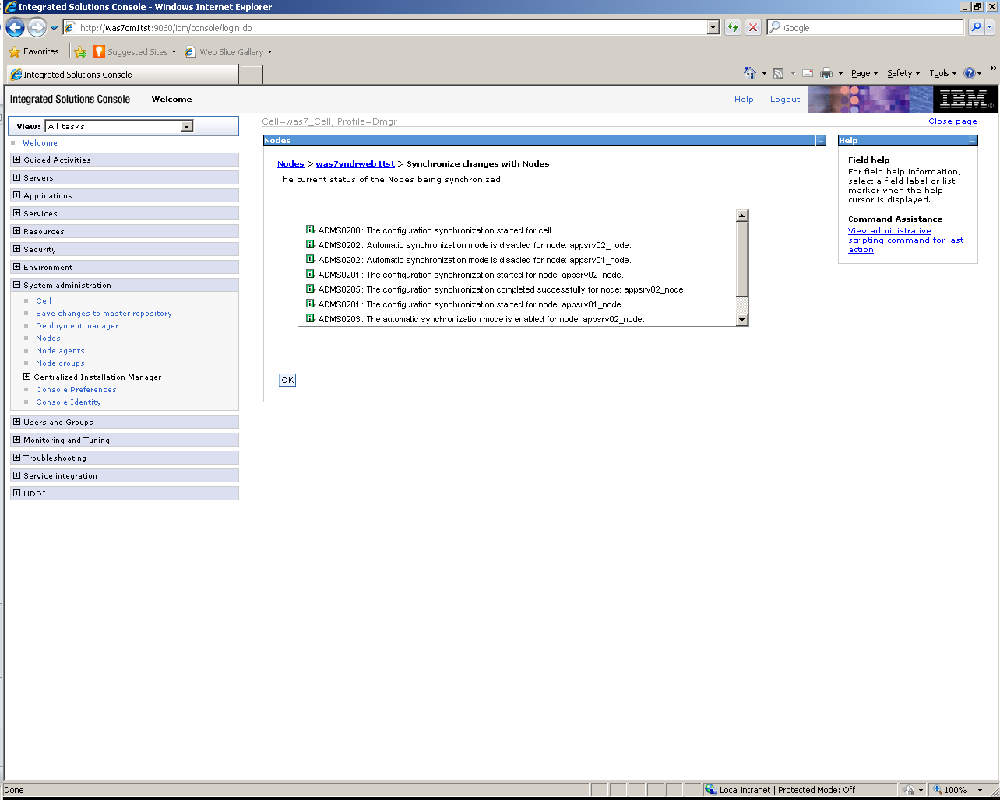 Integrated Solutions Console - Windows Internet Explorer
http://was7dm1tst:9060/ibm/console/login.do
Google
Favorites
Suggested Sites
Web Slice Gallery
Integrated Solutions Console
Page
Safety
Tools
Integrated Solutions Console
Welcome
Help
Logout
IBM
View:
All tasks
Cell=was7_Cell, Profile=Dmgr
Close page
Welcome
Guided Activities
Servers
Applications
Services
Resources
Security
Environment
System administration
Cell
Save changes to master repository
Deployment manager
Nodes
Node agents
Node groups
Centralized Installation Manager
Console Preferences
Console Identity
Users and Groups
Monitoring and Tuning
Troubleshooting
Service integration
UDDI
Nodes
Nodes > was7vndrweb1tst > Synchronize changes with Nodes
The current status of the Nodes being synchronized.
ADMS0200I: The configuration synchronization started for cell.
ADMS0202I: Automatic synchronization mode is disabled for node: appsrv02_node.
ADMS0202I: Automatic synchronization mode is disabled for node: appsrv01_node.
ADMS0201I: The configuration synchronization started for node: appsrv02_node.
ADMS0205I: The configuration synchronization completed successfully for node: appsrv02_node.
ADMS0201I: The configuration synchronization started for node: appsrv01_node.
ADMS0203I: The automatic synchronization mode is enabled for node: appsrv02_node.
OK
Help
Field help
For field help information,
select a field label or list
marker when the help
cursor is displayed.
Command Assistance
View administrative
scripting command for last
action
Done
Local intranet | Protected Mode: Off
100%